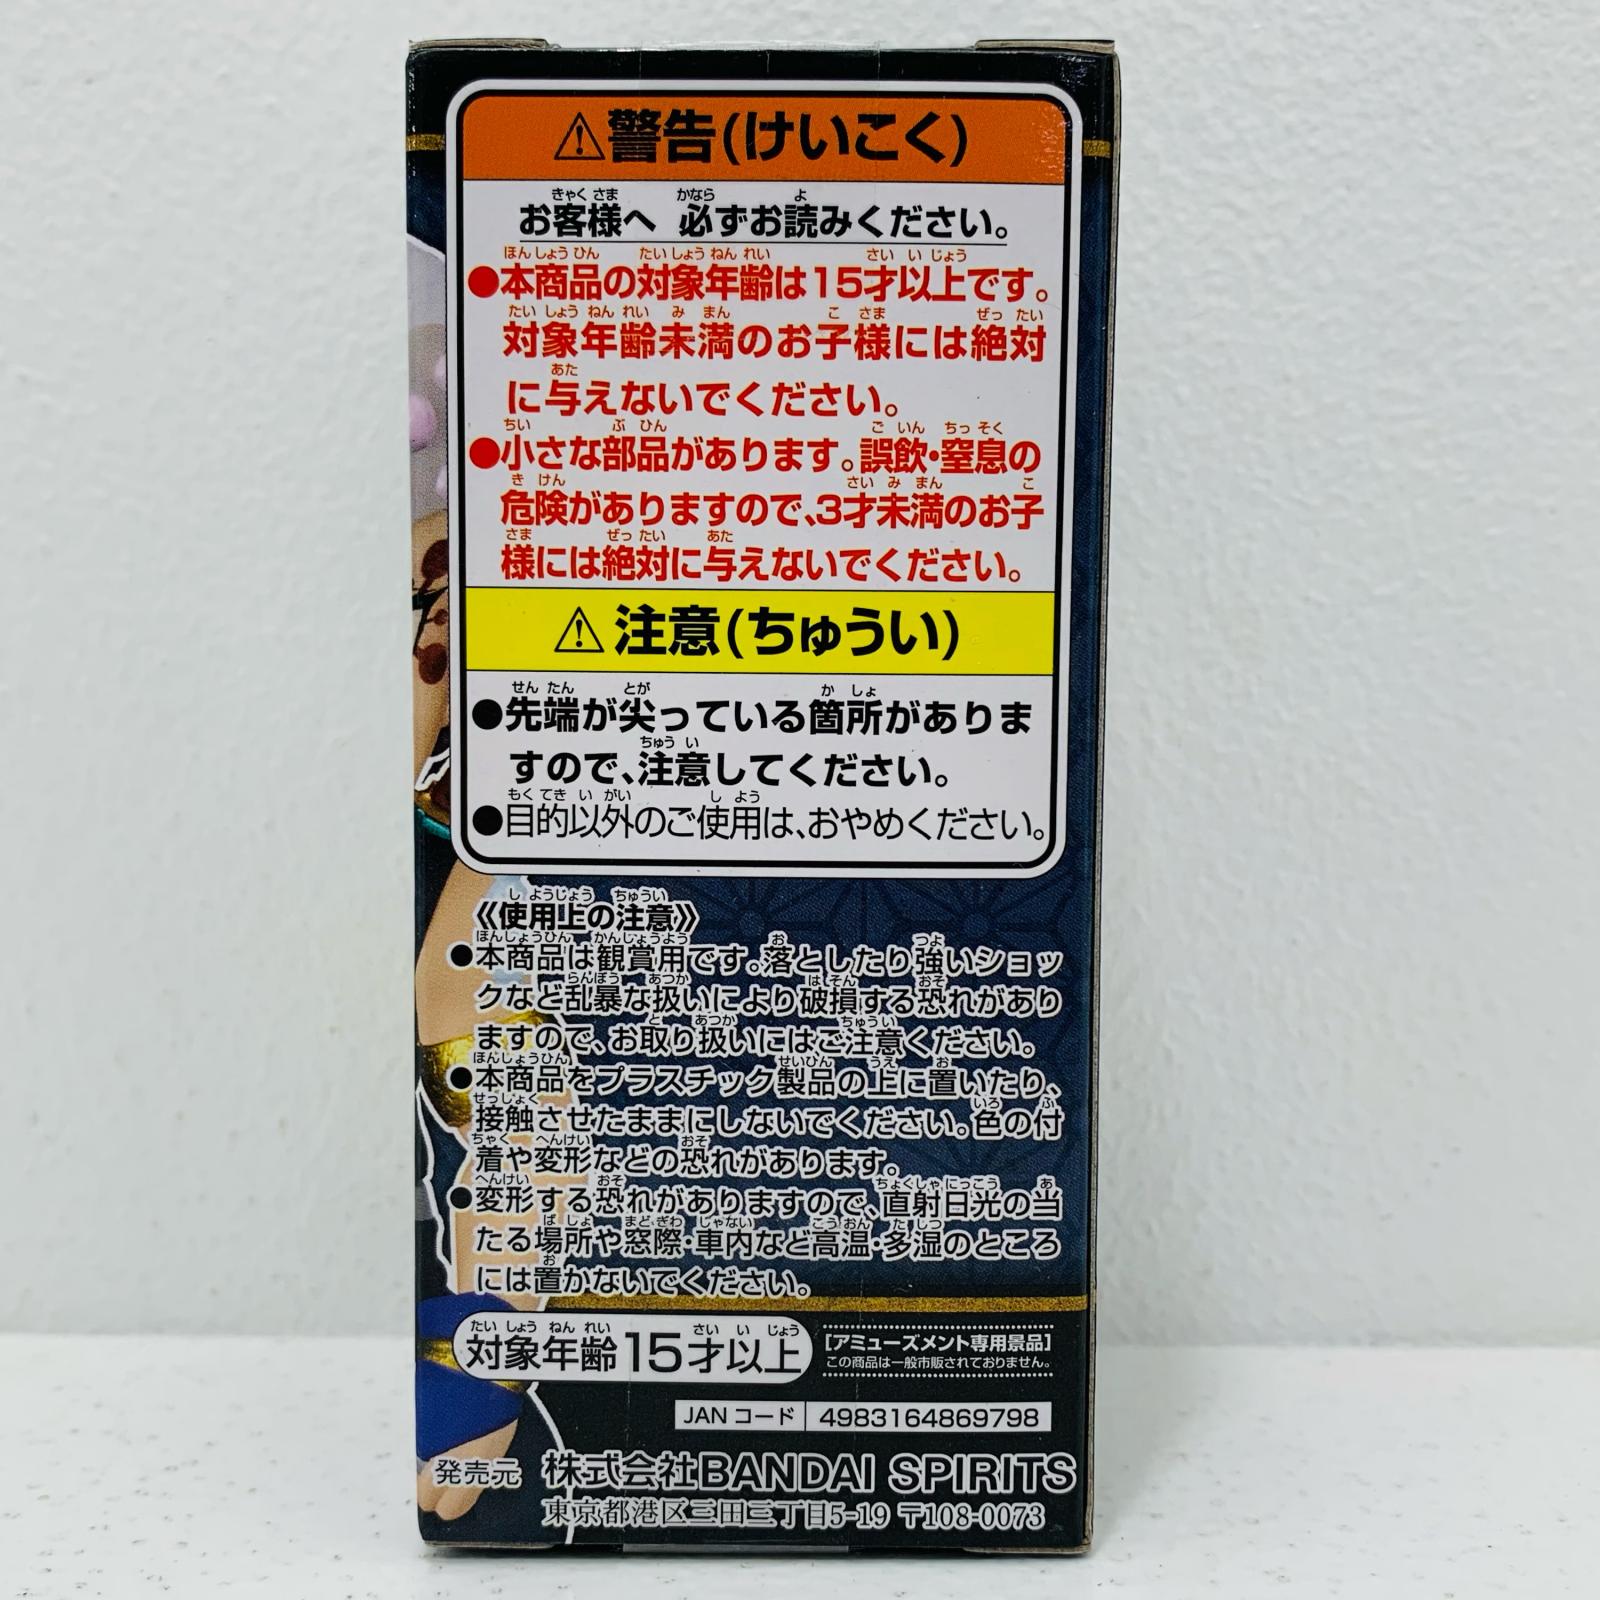 ⚠警告(けいこく)
お客様へ 必ずお読みください。
●本商品の対象年齢は15才以上です。
対象年齢未満のお子様には絶対
に与えないでください。
●小さな部品があります。誤飲・窒息の
危険がありますので、3才未満のお子
様には絶対に与えないでください。
⚠注意(ちゅうい)
●先端が尖っている箇所がありま
すので、注意してください。
●目的以外のご使用は、おやめください。
《使用上の注意》
●本商品は観賞用です。落としたり強いショッ
クなど乱暴な扱いにより破損する恐れがあり
ますので、お取り扱いにはご注意ください。
●本商品をプラスチック製品の上に置いたり、
接触させたままにしないでください。色の付
着や変形などの恐れがあります。
●変形する恐れがありますので、直射日光の当
たる場所や窓際・車内など高温・多湿のところ
には置かないでください。
対象年齢15才以上
[アミューズメント専用景品]
この商品は一般市販されておりません。
JANコード 4983164869798
発売元 株式会社BANDAI SPIRITS
東京都港区三田三丁目5-19 〒108-0073